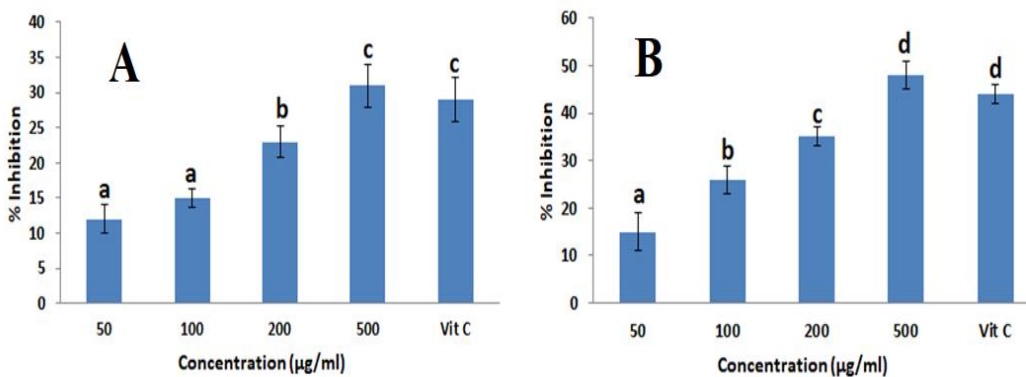 A
% Inhibition
40
35
30
25
20
15
10
5
0
a
a
b
c
c
50 100 200 500 Vit C
Concentration (µg/ml)
B
% Inhibition
60
50
40
30
20
10
0
a
b
c
d
d
50 100 200 500 Vit C
Concentration (µg/ml)